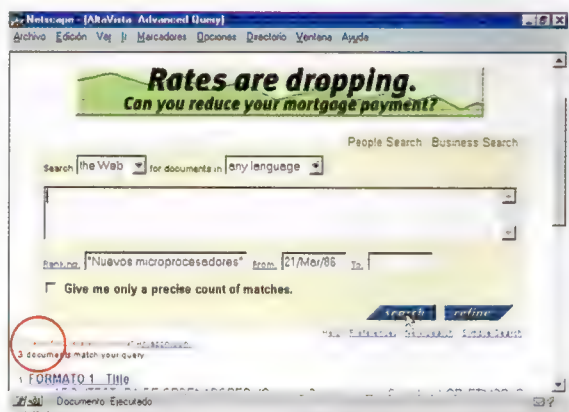 Netscape - [AltaVista Advanced Query]
Archivo Edición Ver Ir Marcadores Opciones Directorio Ventana Ayuda
Rates are dropping.
Can you reduce your mortgage payment?
People Search Business Search
Search the Web for documents in any language
Ranking: "Nuevos microprocesadores" From: 21/Mar/86 To:
Give me only a precise count of matches.
search refine
Simple Search
3 documents match your query.
1 FORMATO 1 Title
Documento: Ejecutado